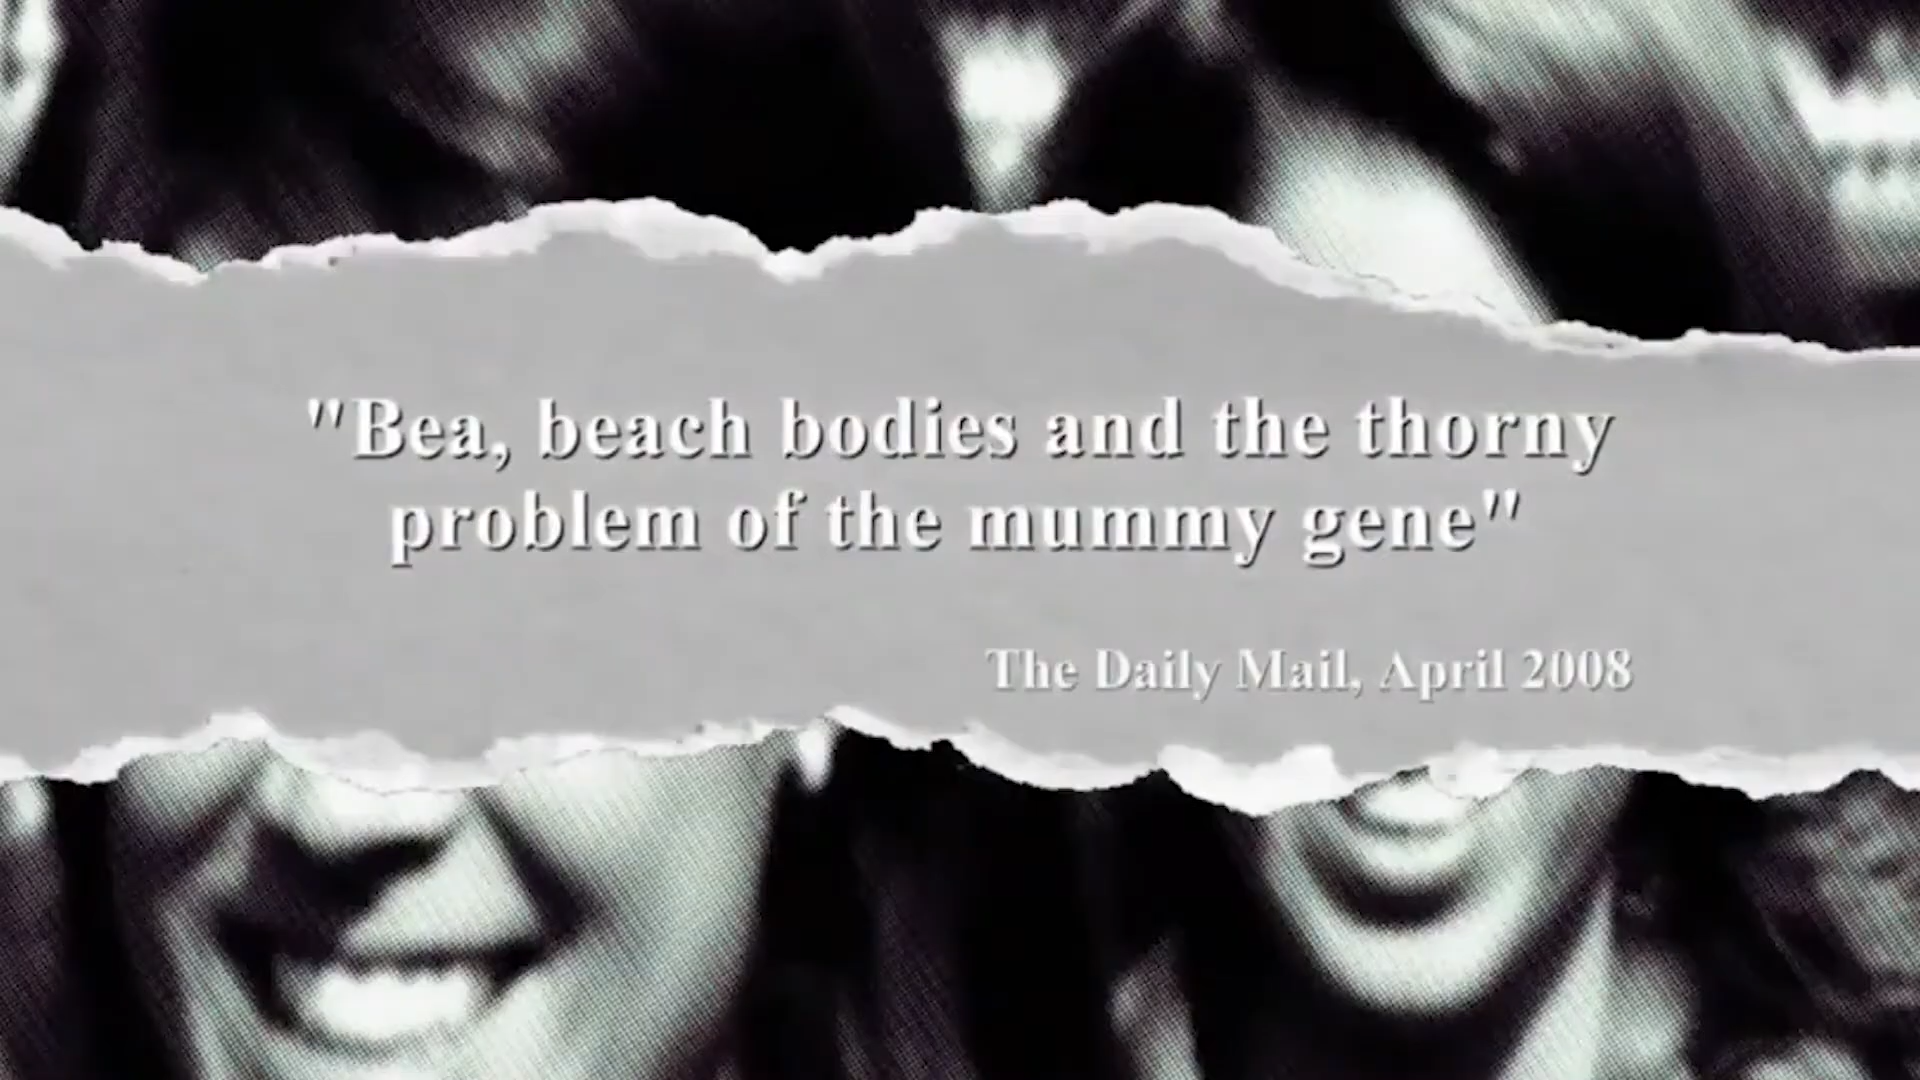 "Bea, beach bodies and the thorny
problem of the mummy gene"
The Daily Mail, April 2008